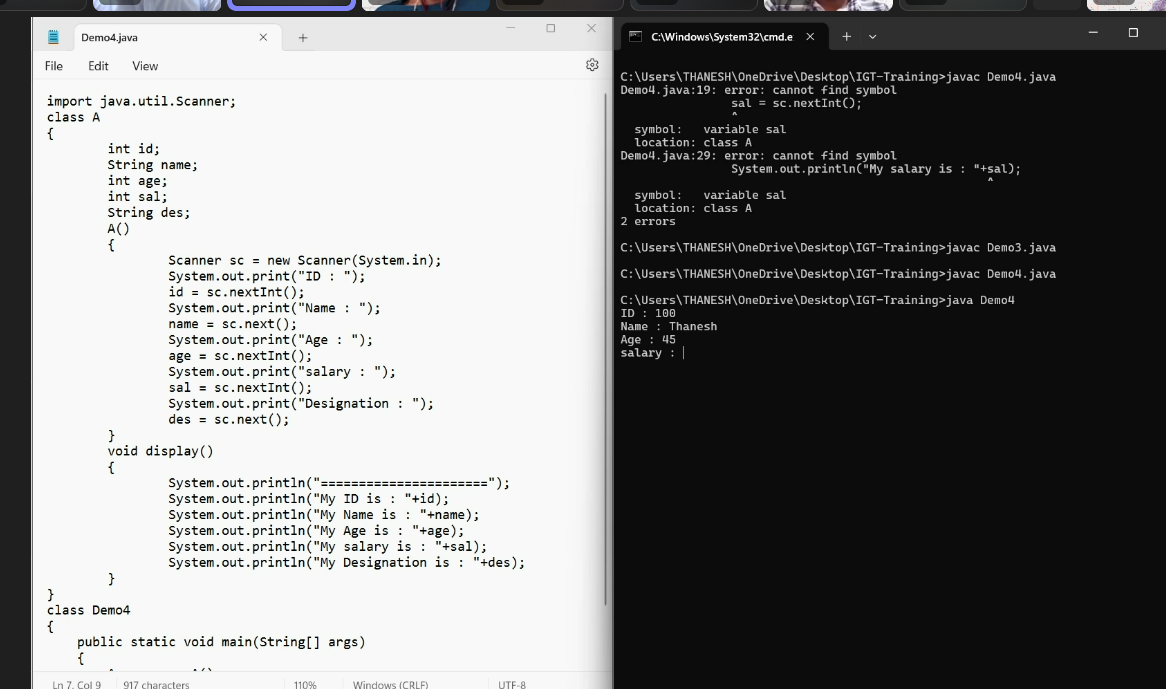 Demo4.java
File Edit View
import java.util.Scanner;
class A
{
int id;
String name;
int age;
int sal;
String des;
A()
{
Scanner sc = new Scanner(System.in);
System.out.print("ID : ");
id = sc.nextInt();
System.out.print("Name : ");
name = sc.next();
System.out.print("Age : ");
age = sc.nextInt();
System.out.print("salary : ");
sal = sc.nextInt();
System.out.print("Designation : ");
des = sc.next();
}
void display()
{
System.out.println("======================");
System.out.println("My ID is : "+id);
System.out.println("My Name is : "+name);
System.out.println("My Age is : "+age);
System.out.println("My salary is : "+sal);
System.out.println("My Designation is : "+des);
}
}
class Demo4
{
public static void main(String[] args)
{
Ln 7, Col 9 917 characters 110% Windows (CRLF) UTF-8
C:\Windows\System32\cmd.e
C:\Users\THANESH\OneDrive\Desktop\IGT-Training>javac Demo4.java
Demo4.java:19: error: cannot find symbol
sal = sc.nextInt();
^
symbol: variable sal
location: class A
Demo4.java:29: error: cannot find symbol
System.out.println("My salary is : "+sal);
^
symbol: variable sal
location: class A
2 errors
C:\Users\THANESH\OneDrive\Desktop\IGT-Training>javac Demo3.java
C:\Users\THANESH\OneDrive\Desktop\IGT-Training>javac Demo4.java
C:\Users\THANESH\OneDrive\Desktop\IGT-Training>java Demo4
ID : 100
Name : Thanesh
Age : 45
salary :